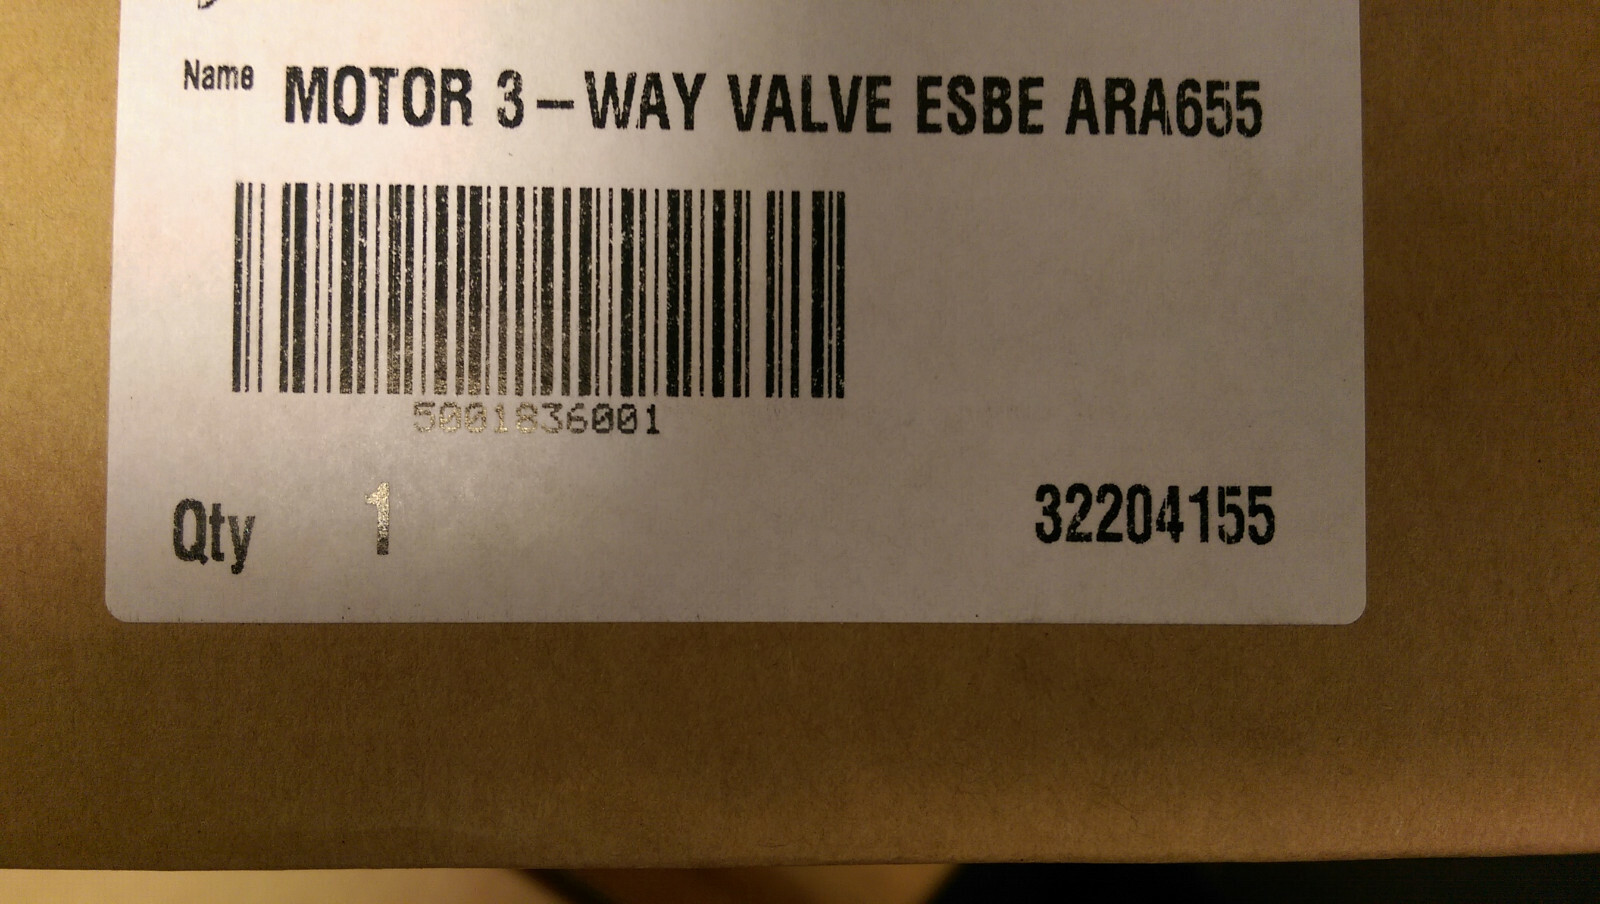 Name MOTOR 3-WAY VALVE ESBE ARA655
5001836001
Qty 1 32204155